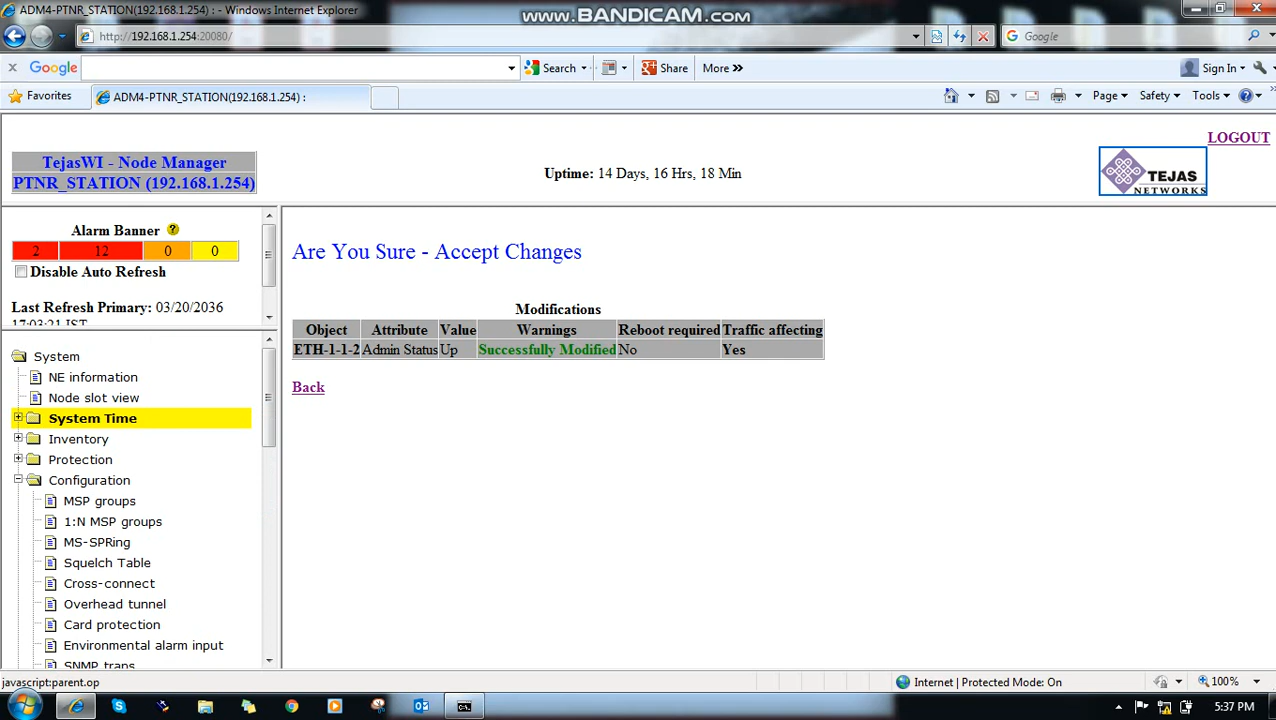 ADM4-PTNR_STATION(192.168.1.254) : - Windows Internet Explorer
www.BANDICAM.com
http://192.168.1.254:20080/
Google
x Google Search Share More » Sign In
Favorites ADM4-PTNR_STATION(192.168.1.254) : Page Safety Tools
LOGOUT
TejasWI - Node Manager
PTNR_STATION (192.168.1.254)
Uptime: 14 Days, 16 Hrs, 18 Min
TEJAS
NETWORKS
Alarm Banner ?
2 12 0 0
Disable Auto Refresh
Last Refresh Primary: 03/20/2036
17:03:21 IST
System
NE information
Node slot view
System Time
Inventory
Protection
Configuration
MSP groups
1:N MSP groups
MS-SPRing
Squelch Table
Cross-connect
Overhead tunnel
Card protection
Environmental alarm input
SNMP traps
Are You Sure - Accept Changes
Modifications
Object Attribute Value Warnings Reboot required Traffic affecting
ETH-1-1-2 Admin Status Up Successfully Modified No Yes
Back
javascript:parent.op
Internet | Protected Mode: On
100%
5:37 PM